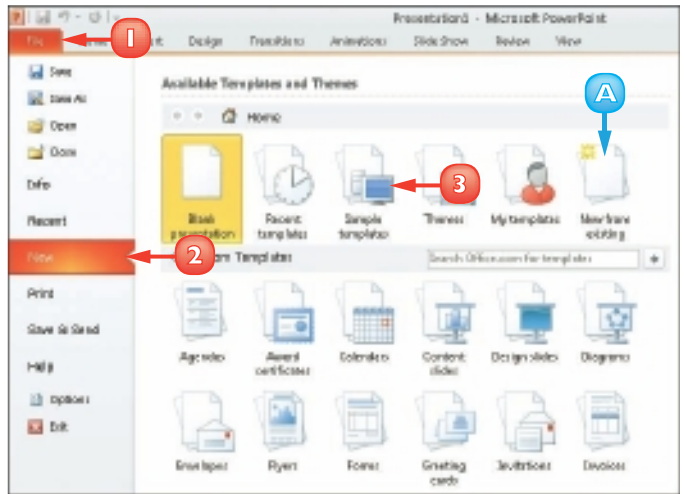 Presentation1 - Microsoft PowerPoint
File
1
Design
Transitions
Animations
Slide Show
Review
View
Save
Save As
Open
Close
Info
Recent
New
2
Print
Save & Send
Help
Options
Exit
Available Templates and Themes
Home
A
3
Blank presentation
Recent templates
Sample templates
Themes
My templates
New from existing
Templates
Search Office.com for templates
Agendas
Award certificates
Calendars
Content slides
Design slides
Diagrams
Envelopes
Flyers
Forms
Greeting cards
Invitations
Invoices